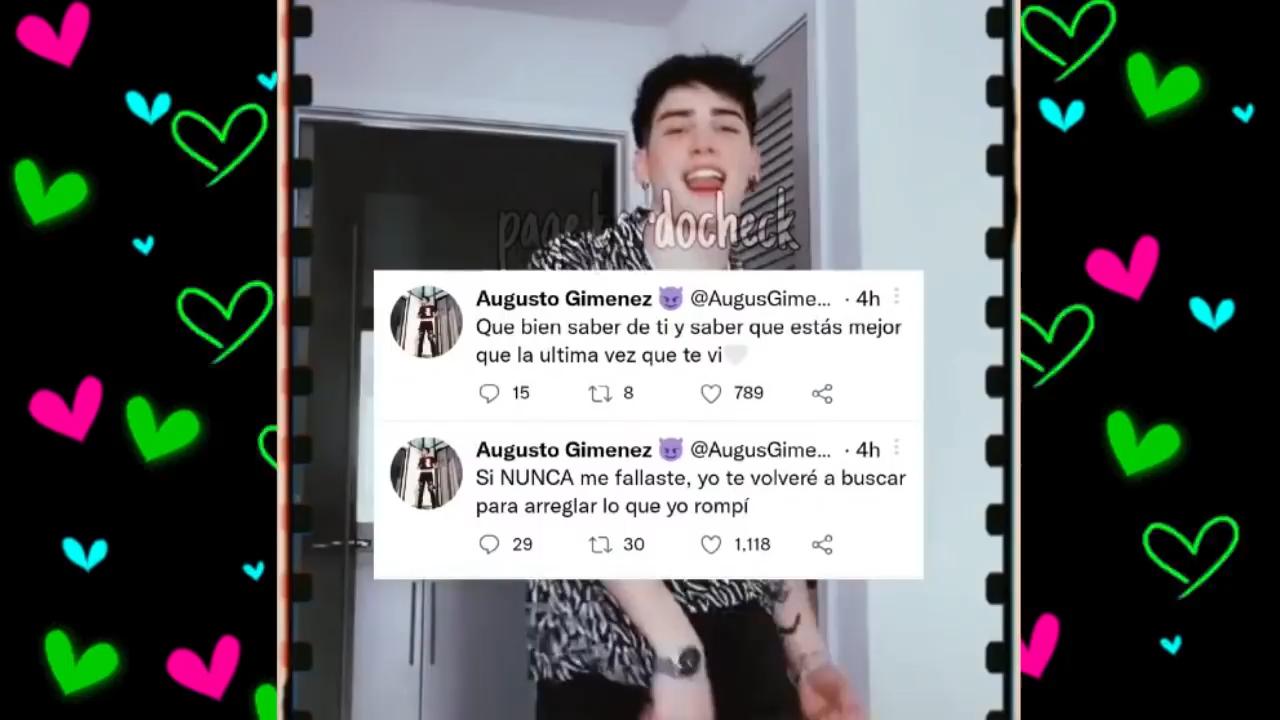 docheck
Augusto Gimenez 😈 @AugusGime... · 4h
Que bien saber de ti y saber que estás mejor
que la ultima vez que te vi🤍
15 8 789
Augusto Gimenez 😈 @AugusGime... · 4h
Si NUNCA me fallaste, yo te volveré a buscar
para arreglar lo que yo rompí
29 30 1,118